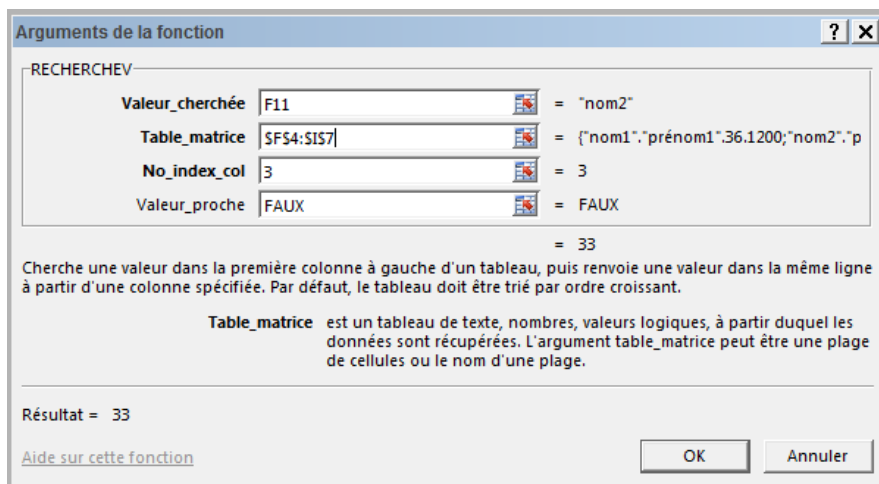 Arguments de la fonction ?
RECHERCHEV
Valeur_cherchée F11 = "nom2"
Table_matrice $F$4:$I$7 = {"nom1"."prénom1".36.1200;"nom2"."p
No_index_col 3 = 3
Valeur_proche FAUX = FAUX
= 33
Cherche une valeur dans la première colonne à gauche d'un tableau, puis renvoie une valeur dans la même ligne
à partir d'une colonne spécifiée. Par défaut, le tableau doit être trié par ordre croissant.
Table_matrice est un tableau de texte, nombres, valeurs logiques, à partir duquel les
données sont récupérées. L'argument table_matrice peut être une plage
de cellules ou le nom d'une plage.
Résultat = 33
Aide sur cette fonction OK Annuler